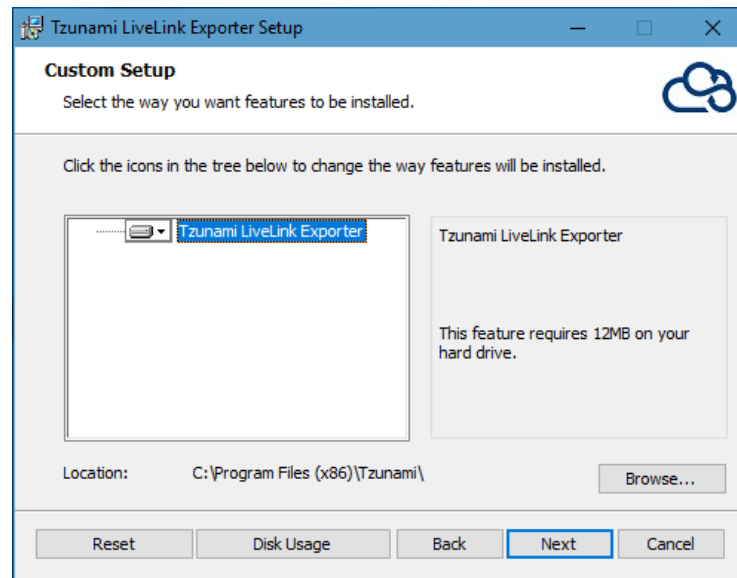 Tzunami LiveLink Exporter Setup
Custom Setup
Select the way you want features to be installed.
Click the icons in the tree below to change the way features will be installed.
Tzunami LiveLink Exporter
Tzunami LiveLink Exporter
This feature requires 12MB on your
hard drive.
Location: C:\Program Files (x86)\Tzunami\
Browse...
Reset Disk Usage Back Next Cancel